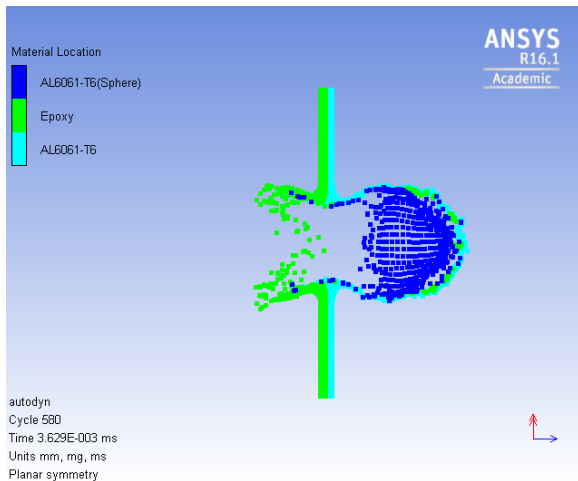 ANSYS
R16.1
Academic
Material Location
AL6061-T6(Sphere)
Epoxy
AL6061-T6
autodyn
Cycle 580
Time 3.629E-003 ms
Units mm, mg, ms
Planar symmetry